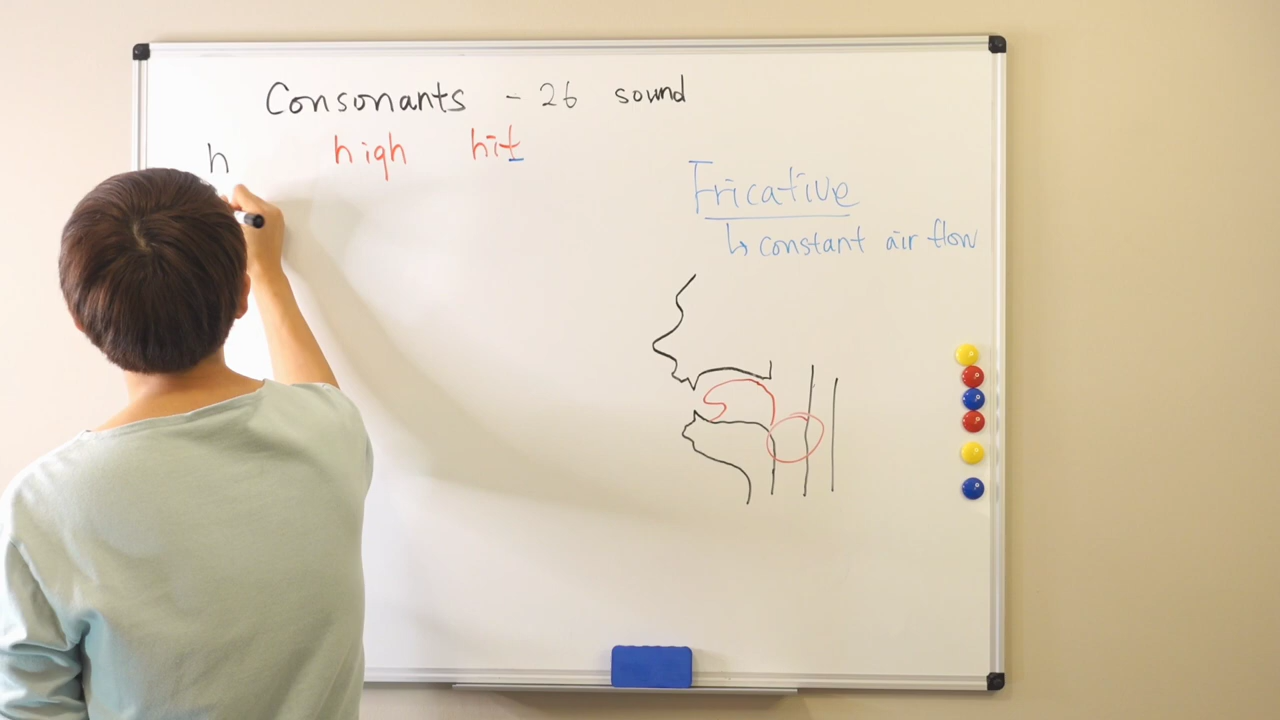 Consonants - 26 sound
h high hit
Fricative
↳ constant air flow